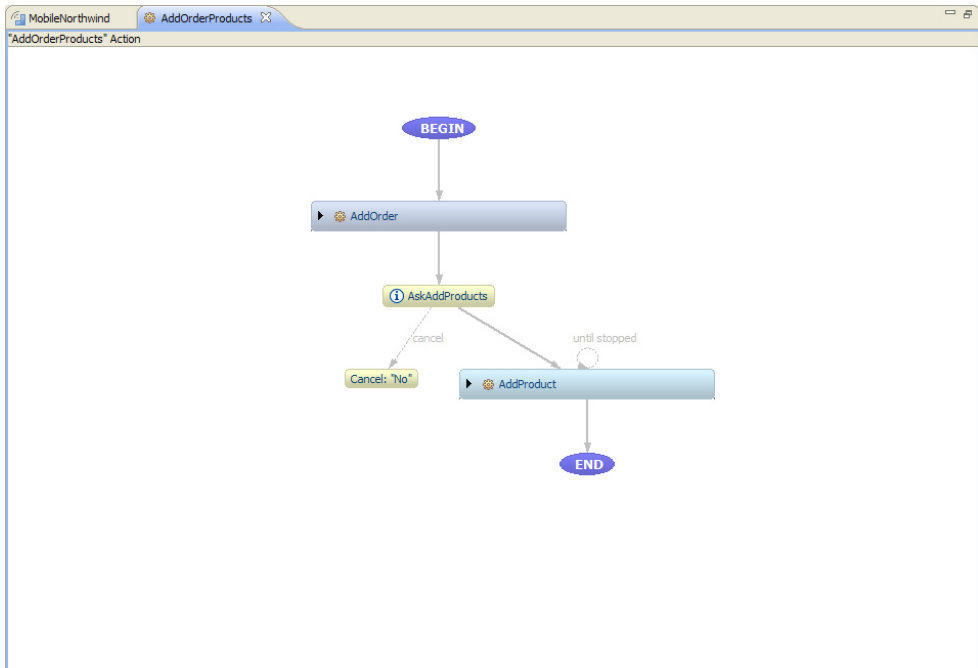 MobileNorthwind
AddOrderProducts
"AddOrderProducts" Action
BEGIN
AddOrder
AskAddProducts
cancel
until stopped
Cancel: "No"
AddProduct
END